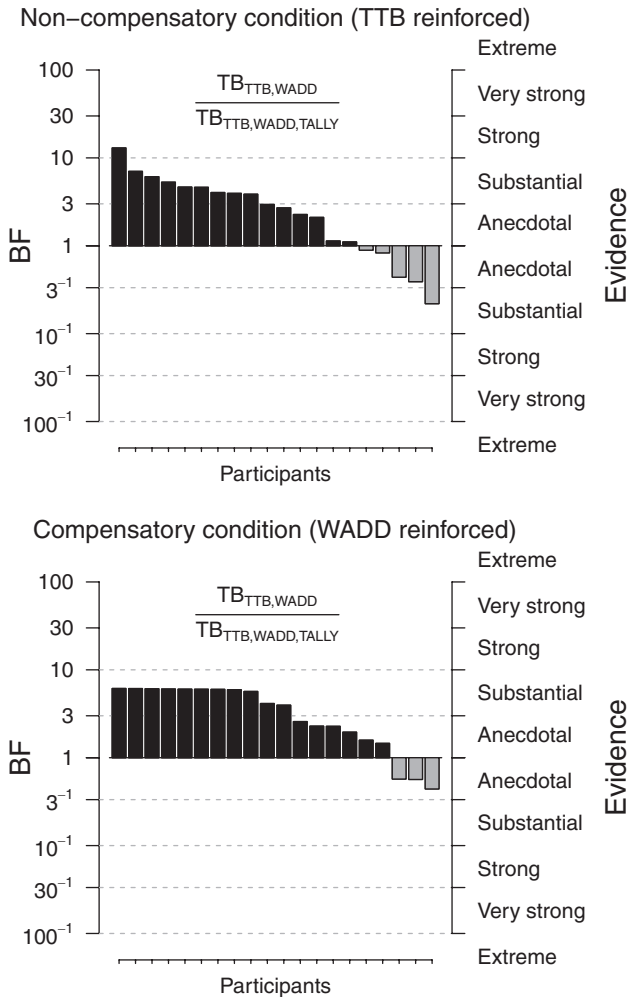 Non−compensatory condition (TTB reinforced)
Extreme
100
Very strong
TB_TTB,WADD
TB_TTB,WADD,TALLY
30
Strong
10
Substantial
3
Anecdotal
1
Anecdotal
3⁻¹
Substantial
10⁻¹
Strong
30⁻¹
Very strong
100⁻¹
Extreme
BF
Evidence
Participants
Compensatory condition (WADD reinforced)
Extreme
100
Very strong
TB_TTB,WADD
TB_TTB,WADD,TALLY
30
Strong
10
Substantial
3
Anecdotal
1
Anecdotal
3⁻¹
Substantial
10⁻¹
Strong
30⁻¹
Very strong
100⁻¹
Extreme
BF
Evidence
Participants